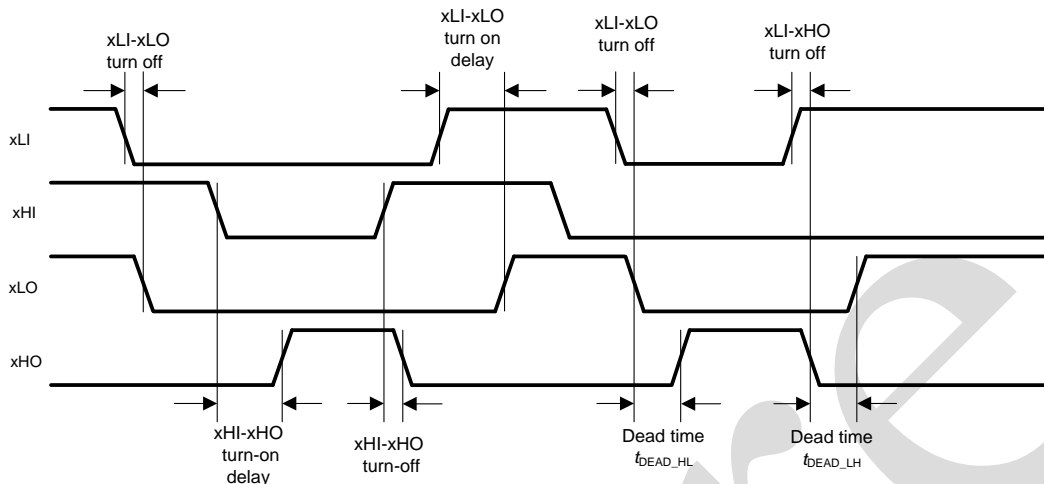 xLI-xLO
turn off
xLI-xLO
turn on
delay
xLI-xLO
turn off
xLI-xHO
turn off
xLI
xHI
xLO
xHO
xHI-xHO
turn-on
delay
xHI-xHO
turn-off
Dead time
tDEAD_HL
Dead time
tDEAD_LH